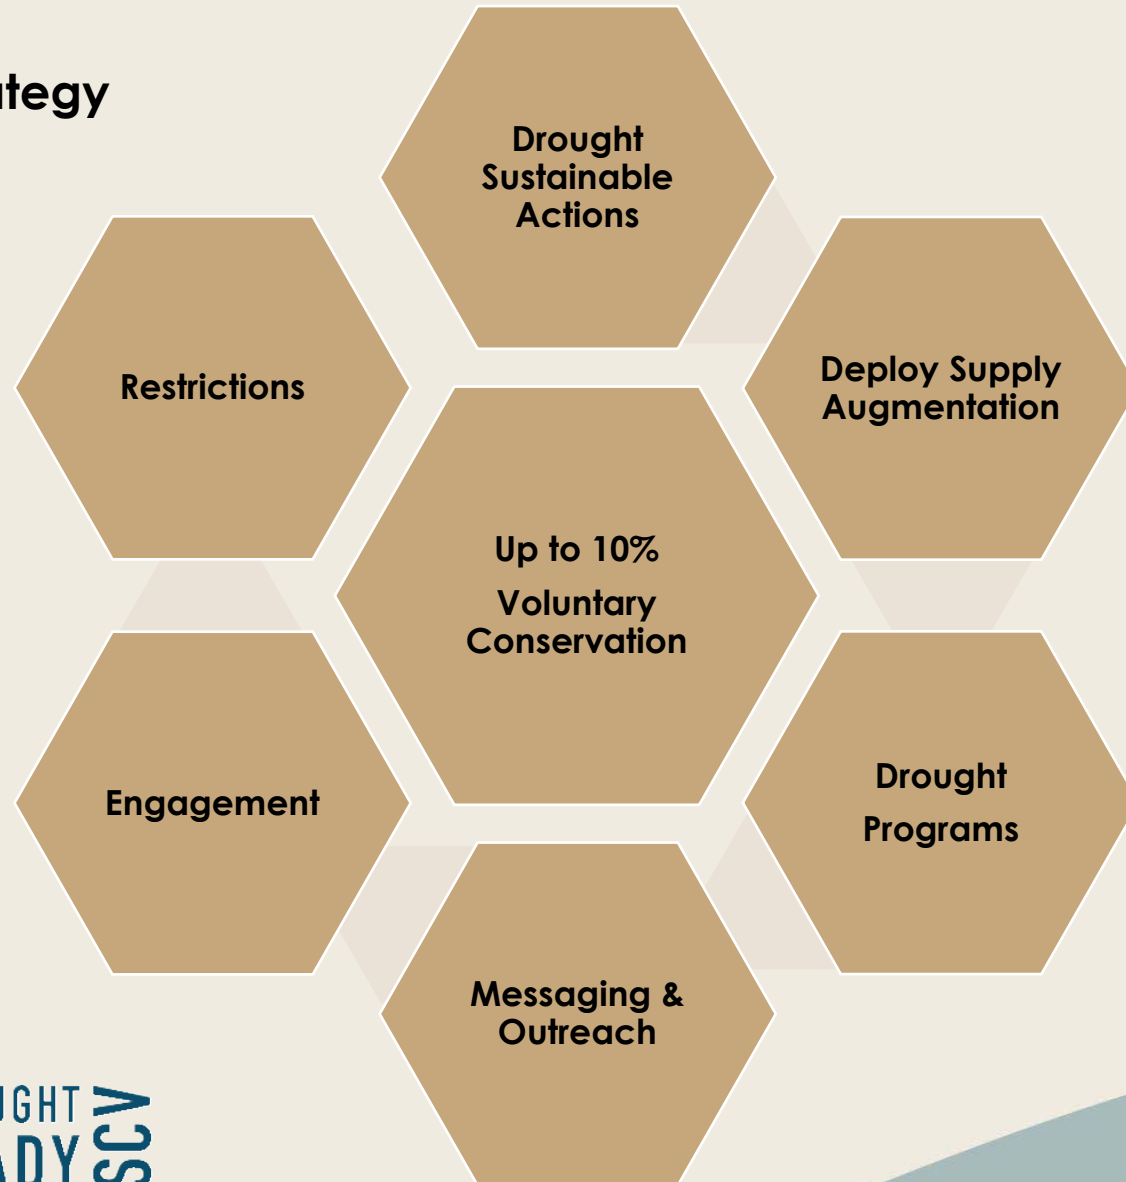 ategy
Drought
Sustainable
Actions
Restrictions
Deploy Supply
Augmentation
Up to 10%
Voluntary
Conservation
Engagement
Drought
Programs
Messaging &
Outreach
UGHT
ADY
SCV